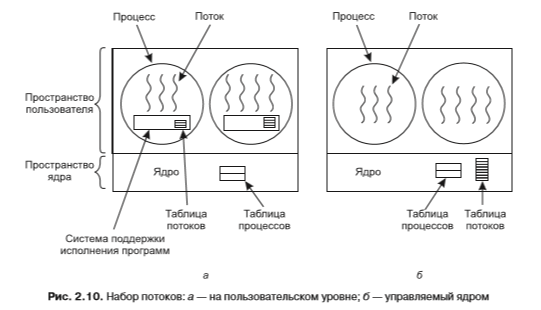 Процесс
Поток
Процесс
Поток
Пространство
пользователя
Пространство
ядра
Ядро
Ядро
Таблица
потоков
Таблица
процессов
Таблица
процессов
Таблица
потоков
Система поддержки
исполнения программ
а
б
Рис. 2.10. Набор потоков: а — на пользовательском уровне; б — управляемый ядром